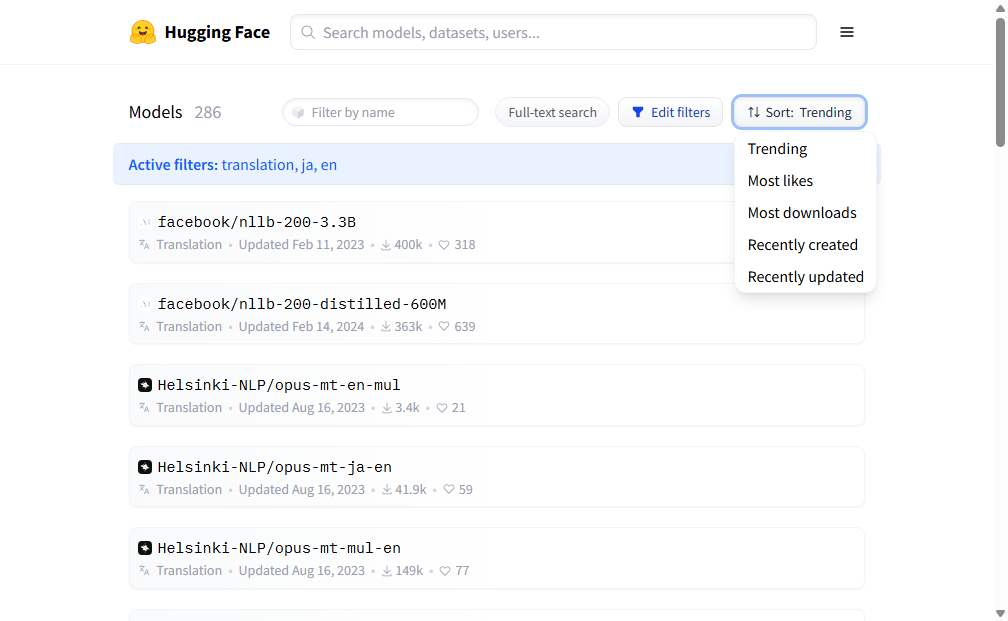 Hugging Face
Search models, datasets, users...
Models 286
Filter by name
Full-text search
Edit filters
Sort: Trending
Trending
Most likes
Most downloads
Recently created
Recently updated
Active filters: translation, ja, en
facebook/nllb-200-3.3B
Translation • Updated Feb 11, 2023 • 400k • 318
facebook/nllb-200-distilled-600M
Translation • Updated Feb 14, 2024 • 363k • 639
Helsinki-NLP/opus-mt-en-mul
Translation • Updated Aug 16, 2023 • 3.4k • 21
Helsinki-NLP/opus-mt-ja-en
Translation • Updated Aug 16, 2023 • 41.9k • 59
Helsinki-NLP/opus-mt-mul-en
Translation • Updated Aug 16, 2023 • 149k • 77